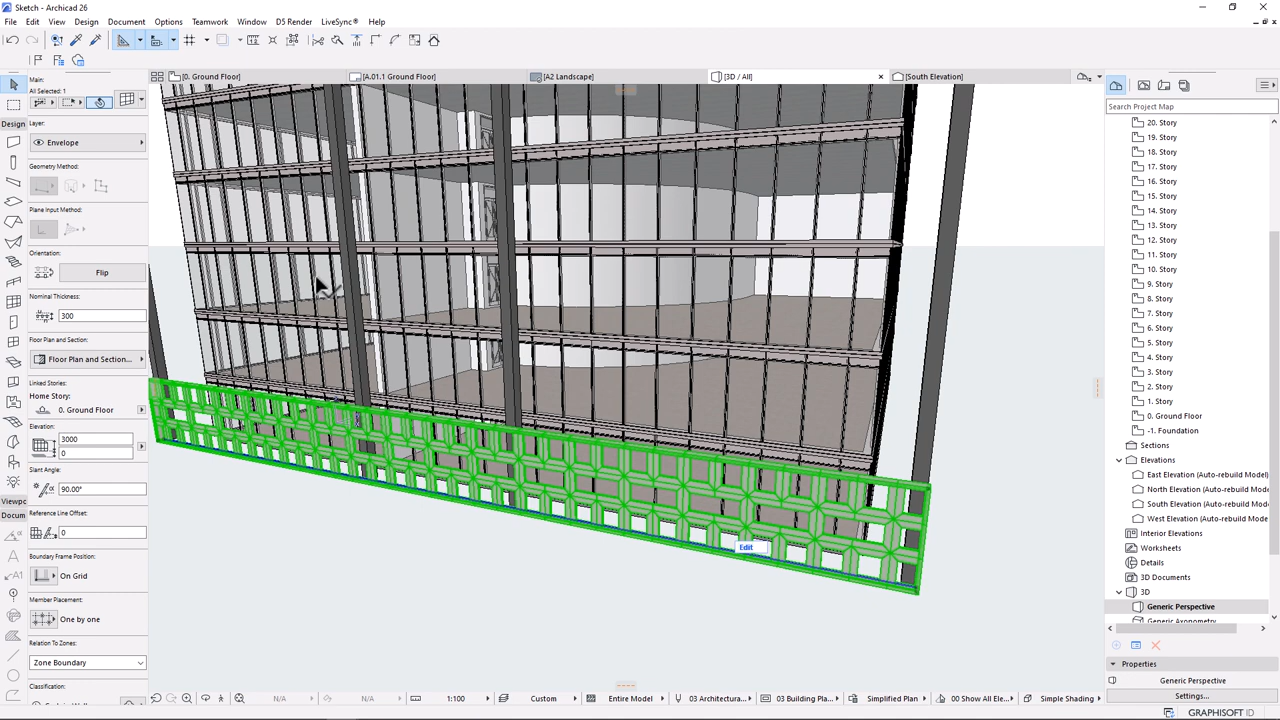 Sketch - Archicad 26
File Edit View Design Options Teamwork Window Document D5 Render LiveSync® Help
[0. Ground Floor]
[A.01.1 Ground Floor]
[A2 Landscape]
[3D / All]
[South Elevation]
Main:
All Selected: 1
Design
Layer:
Envelope
Geometry Method:
Plane Input Method:
Orientation:
Flip
Nominal Thickness:
300
Floor Plan and Section:
Floor Plan and Section...
Linked Stories:
Home Story:
0. Ground Floor
Elevation:
3000
0
Slant Angle:
90.00°
Viewpc
Docum
Reference Line Offset:
0
Boundary Frame Position:
On Grid
Member Placement:
One by one
Relation To Zones:
Zone Boundary
Classification:
Edit
Search Project Map
20. Story
19. Story
18. Story
17. Story
16. Story
15. Story
14. Story
13. Story
12. Story
11. Story
10. Story
9. Story
8. Story
7. Story
6. Story
5. Story
4. Story
3. Story
2. Story
1. Story
0. Ground Floor
-1. Foundation
Sections
Elevations
East Elevation (Auto-rebuild Model
North Elevation (Auto-rebuild Mode
South Elevation (Auto-rebuild Mode
West Elevation (Auto-rebuild Mode
Interior Elevations
Worksheets
Details
3D Documents
3D
Generic Perspective
Generic Axonometry
Properties
Generic Perspective
Settings...
N/A
N/A
1:100
Custom
Entire Model
03 Architectura...
03 Building Pla...
Simplified Plan
00 Show All Ele...
Simple Shading
GRAPHISOFT ID